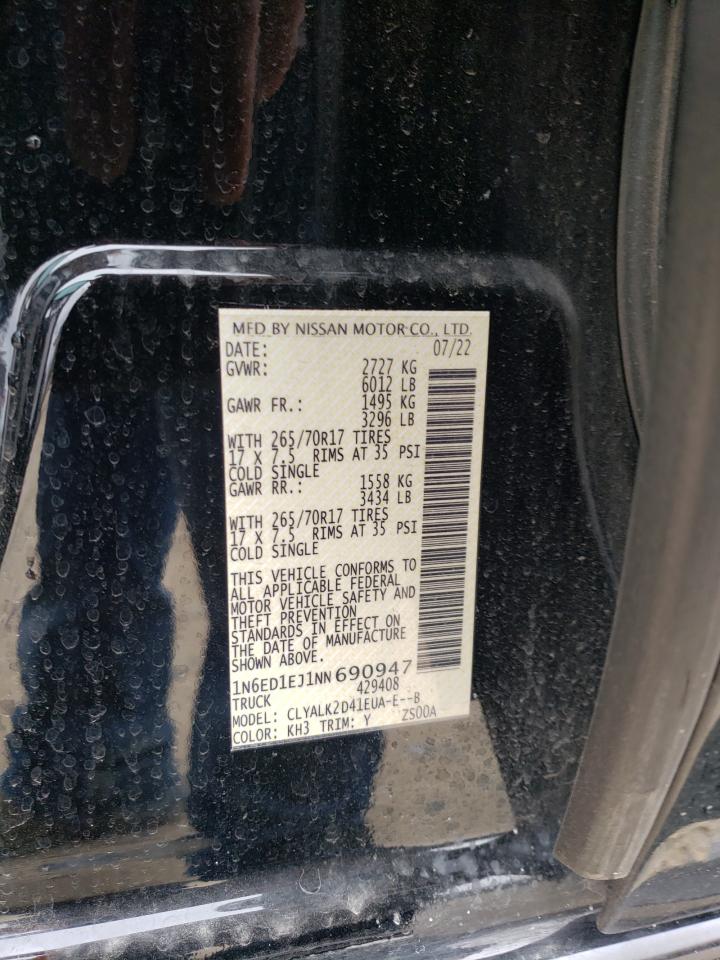 MFD BY NISSAN MOTOR CO., LTD.
DATE: 07/22
GVWR: 2727 KG
6012 LB
GAWR FR.: 1495 KG
3296 LB
WITH 265/70R17 TIRES
17 X 7.5 RIMS AT 35 PSI
COLD SINGLE
GAWR RR.: 1558 KG
3434 LB
WITH 265/70R17 TIRES
17 X 7.5 RIMS AT 35 PSI
COLD SINGLE
THIS VEHICLE CONFORMS TO
ALL APPLICABLE FEDERAL
MOTOR VEHICLE SAFETY AND
THEFT PREVENTION
STANDARDS IN EFFECT ON
THE DATE OF MANUFACTURE
SHOWN ABOVE.
1N6ED1EJ1NN690947
TRUCK 429408
MODEL: CLYALK2D41EUA-E--B
COLOR: KH3 TRIM: Y ZS00A